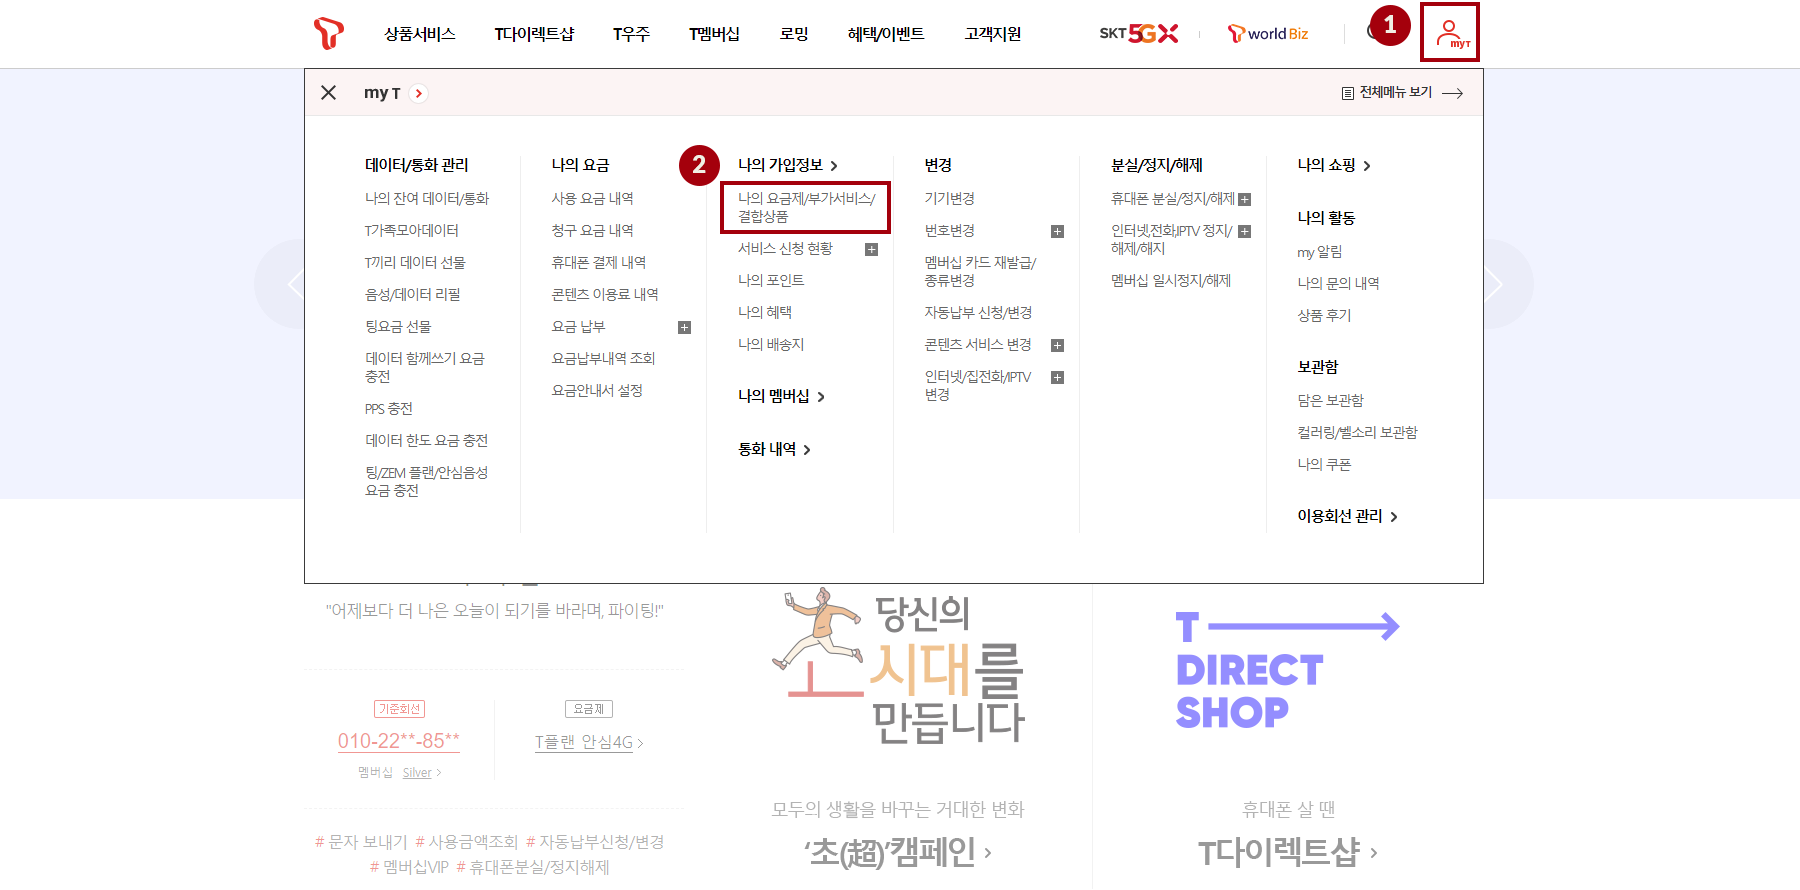 상품서비스
T다이렉트샵
T우주
T멤버십
로밍
혜택/이벤트
고객지원
SKT 5GX
world Biz
1
my T
my T
전체메뉴 보기
데이터/통화 관리
나의 잔여 데이터/통화
T가족모아데이터
T끼리 데이터 선물
음성/데이터 리필
팅요금 선물
데이터 함께쓰기 요금
충전
PPS 충전
데이터 한도 요금 충전
팅/ZEM 플랜/안심음성
요금 충전
나의 요금
사용 요금 내역
청구 요금 내역
휴대폰 결제 내역
콘텐츠 이용료 내역
요금 납부
요금납부내역 조회
요금안내서 설정
2
나의 가입정보
나의 요금제/부가서비스/
결합상품
서비스 신청 현황
나의 포인트
나의 혜택
나의 배송지
나의 멤버십
통화 내역
변경
기기변경
번호변경
멤버십 카드 재발급/
종류변경
자동납부 신청/변경
콘텐츠 서비스 변경
인터넷/집전화/IPTV
변경
분실/정지/해제
휴대폰 분실/정지/해제
인터넷,전화,IPTV 정지/
해제/해지
멤버십 일시정지/해제
나의 쇼핑
나의 활동
my 알림
나의 문의 내역
상품 후기
보관함
담은 보관함
컬러링/벨소리 보관함
나의 쿠폰
이용회선 관리
"어제보다 더 나은 오늘이 되기를 바라며, 파이팅!"
기준회선
010-22**-85**
멤버십 Silver
요금제
T플랜 안심4G
# 문자 보내기 # 사용금액조회 # 자동납부신청/변경
# 멤버십VIP # 휴대폰분실/정지해제
당신의
시대를
만듭니다
모두의 생활을 바꾸는 거대한 변화
'초(超)'캠페인
T
DIRECT
SHOP
휴대폰 살 땐
T다이렉트샵